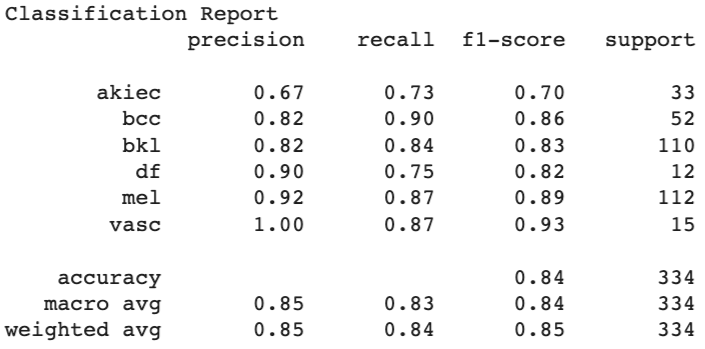 Classification Report
precision recall f1-score support
akiec 0.67 0.73 0.70 33
bcc 0.82 0.90 0.86 52
bkl 0.82 0.84 0.83 110
df 0.90 0.75 0.82 12
mel 0.92 0.87 0.89 112
vasc 1.00 0.87 0.93 15
accuracy 0.84 334
macro avg 0.85 0.83 0.84 334
weighted avg 0.85 0.84 0.85 334